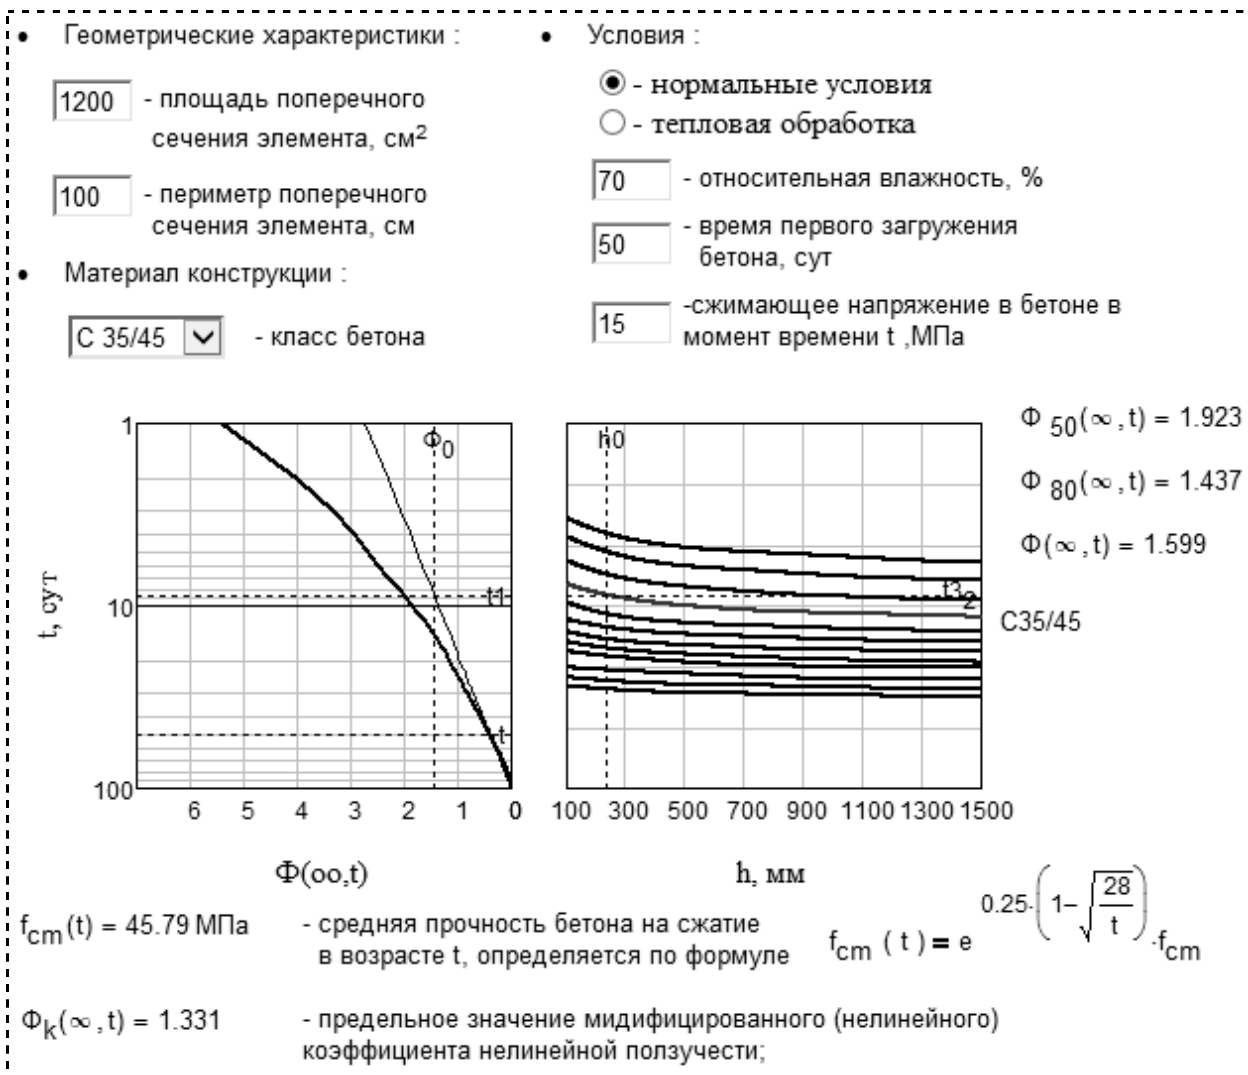 • Геометрические характеристики :
1200 - площадь поперечного
сечения элемента, см2
100 - периметр поперечного
сечения элемента, см
• Материал конструкции :
C 35/45 - класс бетона
• Условия :
- нормальные условия
- тепловая обработка
70 - относительная влажность, %
50 - время первого загружения
бетона, сут
15 -сжимающее напряжение в бетоне в
момент времени t ,МПа
t, сут
1
10
100
Φ0
t1
t
6 5 4 3 2 1 0
Φ(oo,t)
h0
t3
2
C35/45
100 300 500 700 900 1100 1300 1500
h, мм
Φ 50(∞,t) = 1.923
Φ 80(∞,t) = 1.437
Φ(∞,t) = 1.599
fcm(t) = 45.79 МПа - средняя прочность бетона на сжатие
в возрасте t, определяется по формуле
fcm ( t ) = e 0.25·(1−√(28/t)) ·fcm
Φk(∞,t) = 1.331 - предельное значение мидифицированного (нелинейного)
коэффициента нелинейной ползучести;